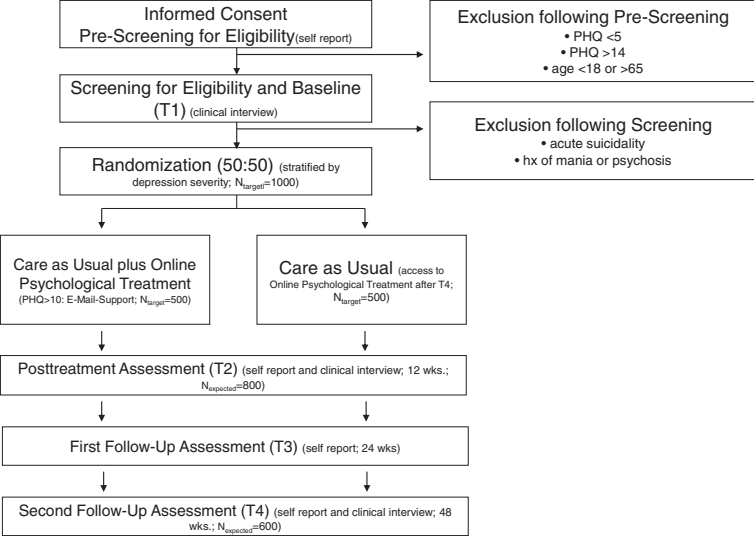 Informed Consent
Pre-Screening for Eligibility(self report)
Exclusion following Pre-Screening
• PHQ <5
• PHQ >14
• age <18 or >65
Screening for Eligibility and Baseline
(T1) (clinical interview)
Exclusion following Screening
• acute suicidality
• hx of mania or psychosis
Randomization (50:50) (stratified by
depression severity; Ntargetl=1000)
Care as Usual plus Online
Psychological Treatment
(PHQ>10: E-Mail-Support; Ntarget=500)
Care as Usual (access to
Online Psychological Treatment after T4;
Ntarget=500)
Posttreatment Assessment (T2) (self report and clinical interview; 12 wks.;
Nexpected=800)
First Follow-Up Assessment (T3) (self report; 24 wks)
Second Follow-Up Assessment (T4) (self report and clinical interview; 48
wks.; Nexpected=600)